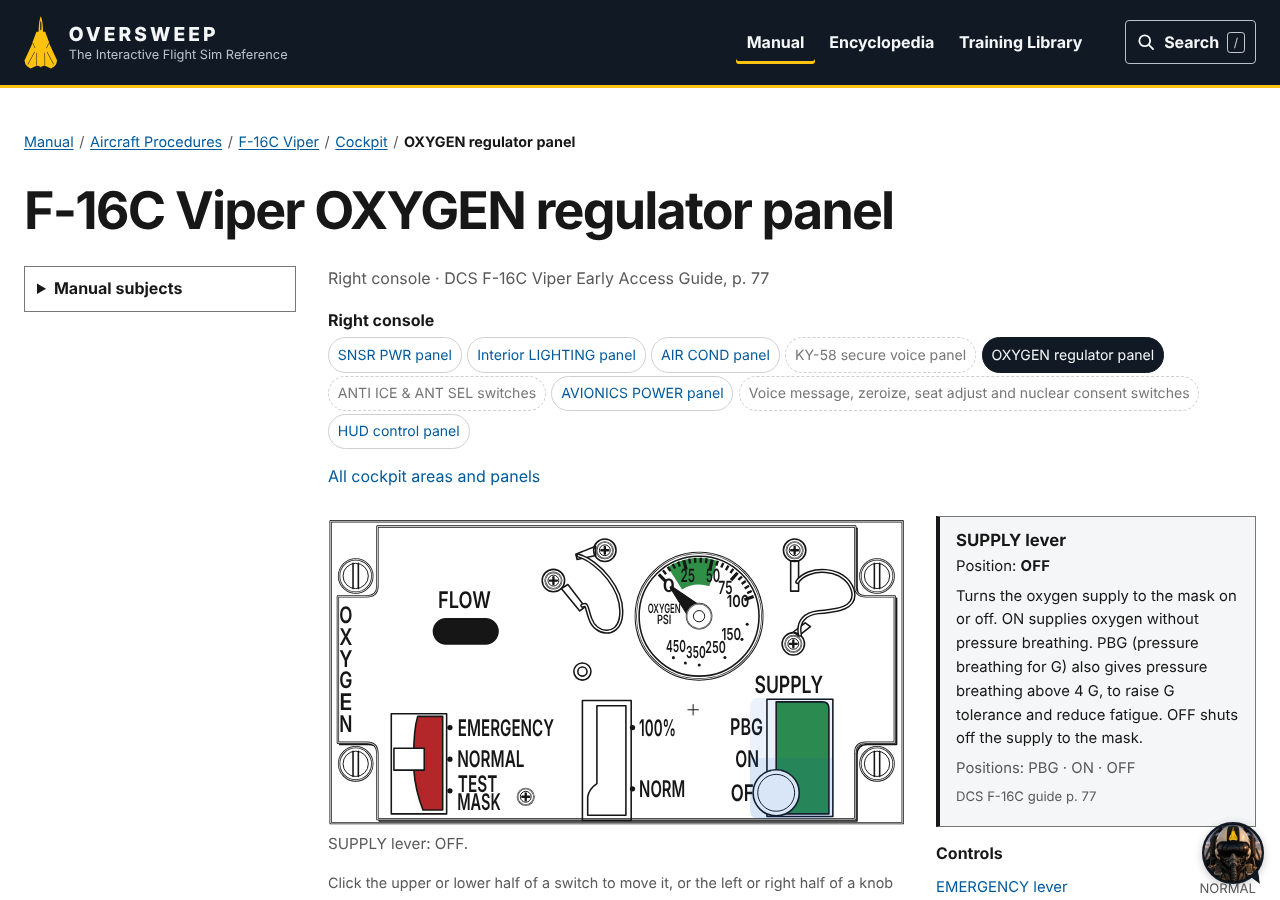 OVERSWEEP
The Interactive Flight Sim Reference
Manual
Encyclopedia
Training Library
Search /
Manual / Aircraft Procedures / F-16C Viper / Cockpit / OXYGEN regulator panel
F-16C Viper OXYGEN regulator panel
Manual subjects
Right console · DCS F-16C Viper Early Access Guide, p. 77
Right console
SNSR PWR panel
Interior LIGHTING panel
AIR COND panel
KY-58 secure voice panel
OXYGEN regulator panel
ANTI ICE & ANT SEL switches
AVIONICS POWER panel
Voice message, zeroize, seat adjust and nuclear consent switches
HUD control panel
All cockpit areas and panels
OXYGEN
FLOW
0
25
50
75
100
150
250
350
450
OXYGEN
PSI
SUPPLY
EMERGENCY
NORMAL
TEST
MASK
100%
NORM
PBG
ON
OF
SUPPLY lever: OFF.
Click the upper or lower half of a switch to move it, or the left or right half of a knob
SUPPLY lever
Position: OFF
Turns the oxygen supply to the mask on
or off. ON supplies oxygen without
pressure breathing. PBG (pressure
breathing for G) also gives pressure
breathing above 4 G, to raise G
tolerance and reduce fatigue. OFF shuts
off the supply to the mask.
Positions: PBG · ON · OFF
DCS F-16C guide p. 77
Controls
EMERGENCY lever
NORMAL